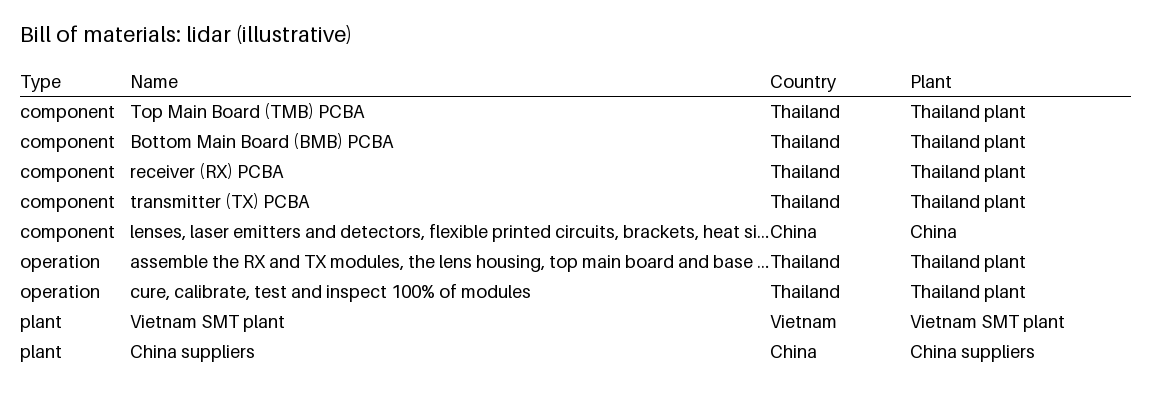 Bill of materials: lidar (illustrative)
Type Name Country Plant
component Top Main Board (TMB) PCBA Thailand Thailand plant
component Bottom Main Board (BMB) PCBA Thailand Thailand plant
component receiver (RX) PCBA Thailand Thailand plant
component transmitter (TX) PCBA Thailand Thailand plant
component lenses, laser emitters and detectors, flexible printed circuits, brackets, heat si... China China
operation assemble the RX and TX modules, the lens housing, top main board and base ... Thailand Thailand plant
operation cure, calibrate, test and inspect 100% of modules Thailand Thailand plant
plant Vietnam SMT plant Vietnam Vietnam SMT plant
plant China suppliers China China suppliers